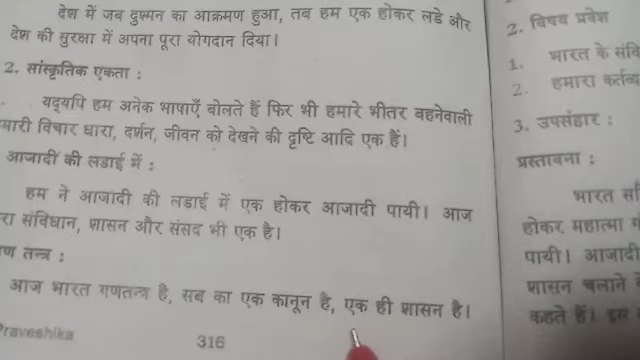 देश में जब दुश्मन का आक्रमण हुआ, तब हम एक होकर लडे और
देश की सुरक्षा में अपना पूरा योगदान दिया।
2. सांस्कृतिक एकता :
यद्यपि हम अनेक भाषाएँ बोलते हैं फिर भी हमारे भीतर बहनेवाली
मारी विचार धारा, दर्शन, जीवन को देखने की दृष्टि आदि एक हैं।
आजादी की लडाई में :
हम ने आजादी की लडाई में एक होकर आजादी पायी। आज
रा संविधान, शासन और संसद भी एक है।
ण तन्त्र :
आज भारत गणतन्त्र है, सब का एक कानून है, एक ही शासन है।
Praveshika
316
2. विषय प्रवेश
1. भारत के संवि
2. हमारा कर्तव्य
3. उपसंहार :
प्रस्तावना :
भारत
होकर महात्मा ग
पायी। आजादी
शासन चलाने
कहते हैं। इस